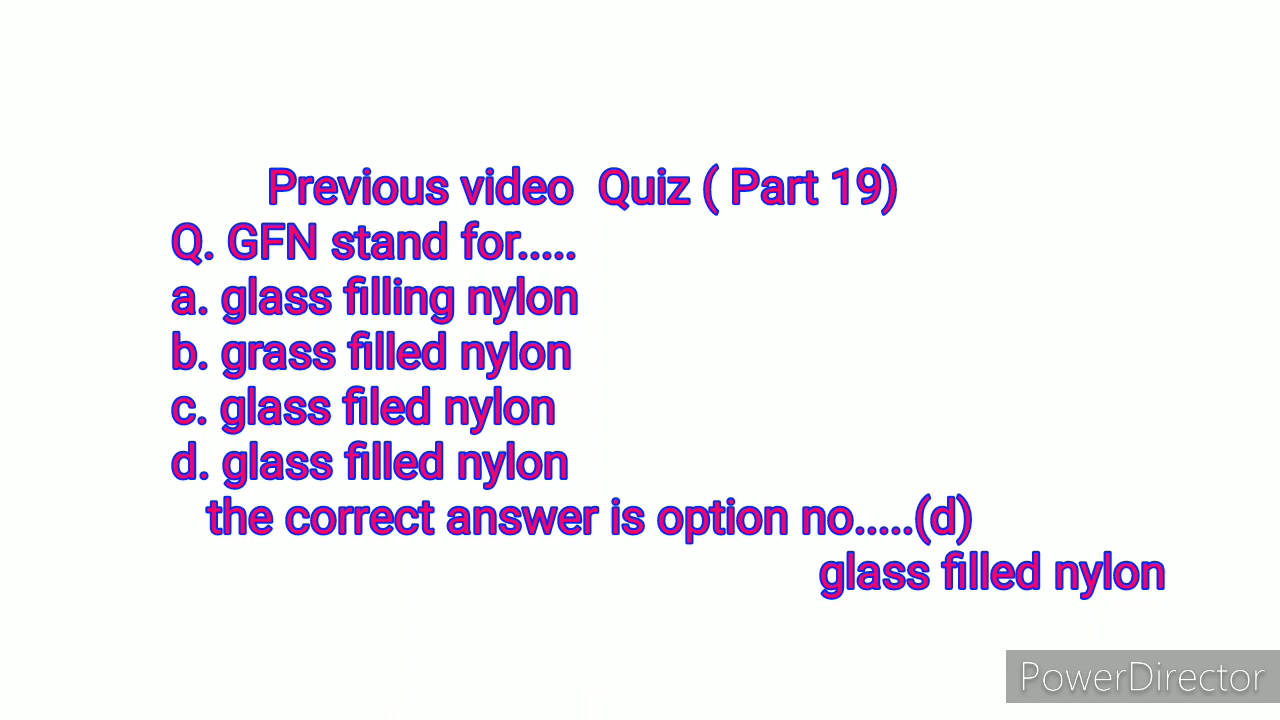 Previous video Quiz ( Part 19)
Q. GFN stand for.....
a. glass filling nylon
b. grass filled nylon
c. glass filed nylon
d. glass filled nylon
the correct answer is option no.....(d)
glass filled nylon
PowerDirector